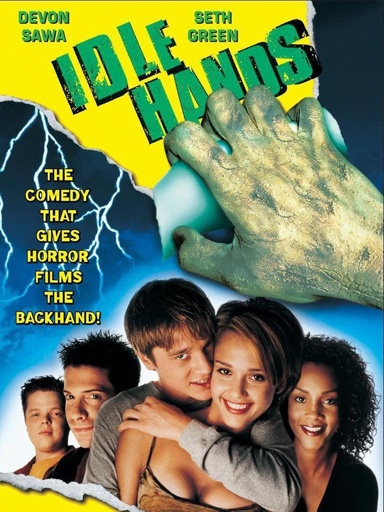 DEVON
SAWA
SETH
GREEN
IDLE
HANDS
THE
COMEDY
THAT
GIVES
HORROR
FILMS
THE
BACKHAND!